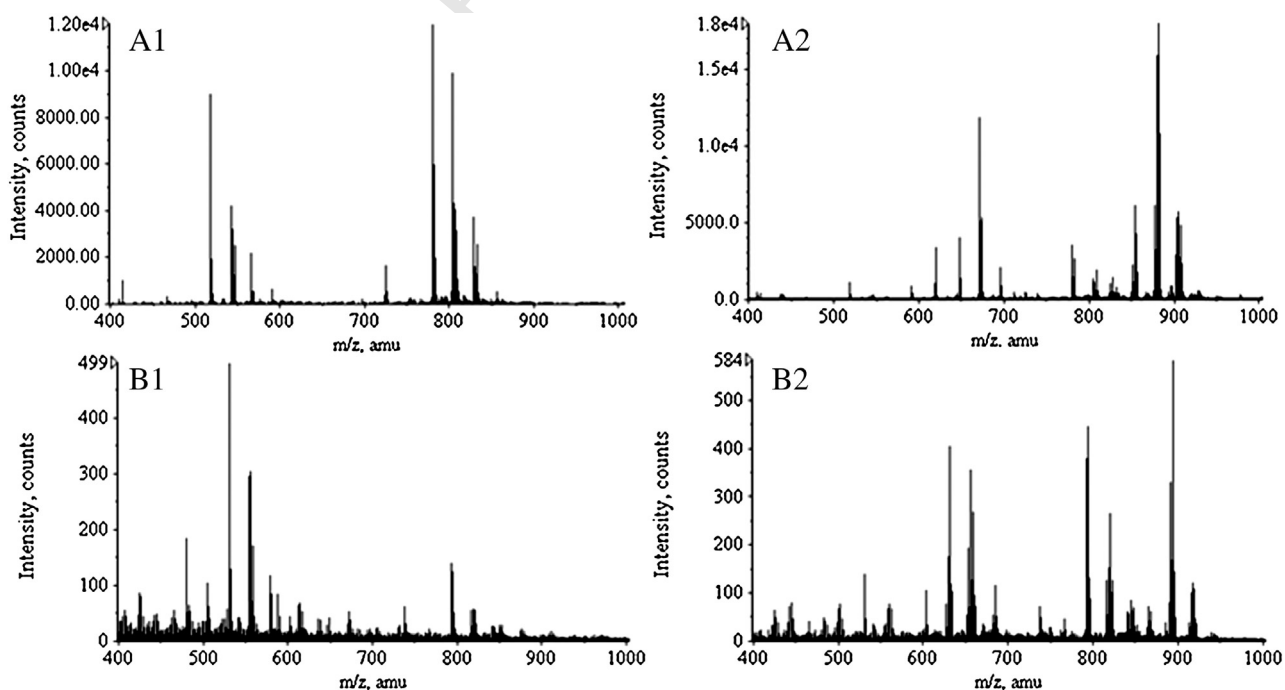 A1
Intensity, counts
1.20e4
1.00e4
8000.00
6000.00
4000.00
2000.00
0.00
400 500 600 700 800 900 1000
m/z, amu
A2
Intensity, counts
1.8e4
1.5e4
1.0e4
5000.0
0.0
400 500 600 700 800 900 1000
m/z, amu
B1
Intensity, counts
499
400
300
200
100
0
400 500 600 700 800 900 1000
m/z, amu
B2
Intensity, counts
584
500
400
300
200
100
0
400 500 600 700 800 900 1000
m/z, amu